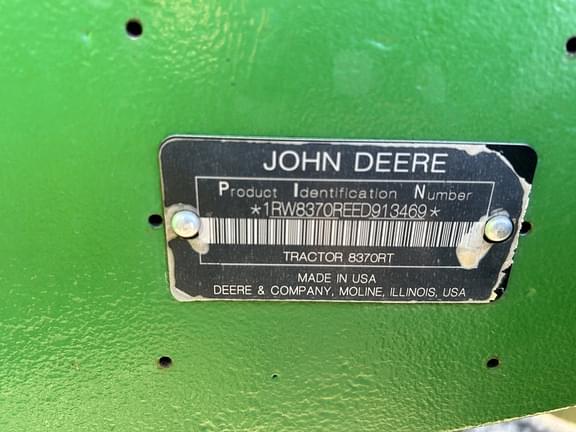 JOHN DEERE
Product Identification Number
*1RW8370REED913469*
TRACTOR 8370RT
MADE IN USA
DEERE & COMPANY, MOLINE, ILLINOIS, USA